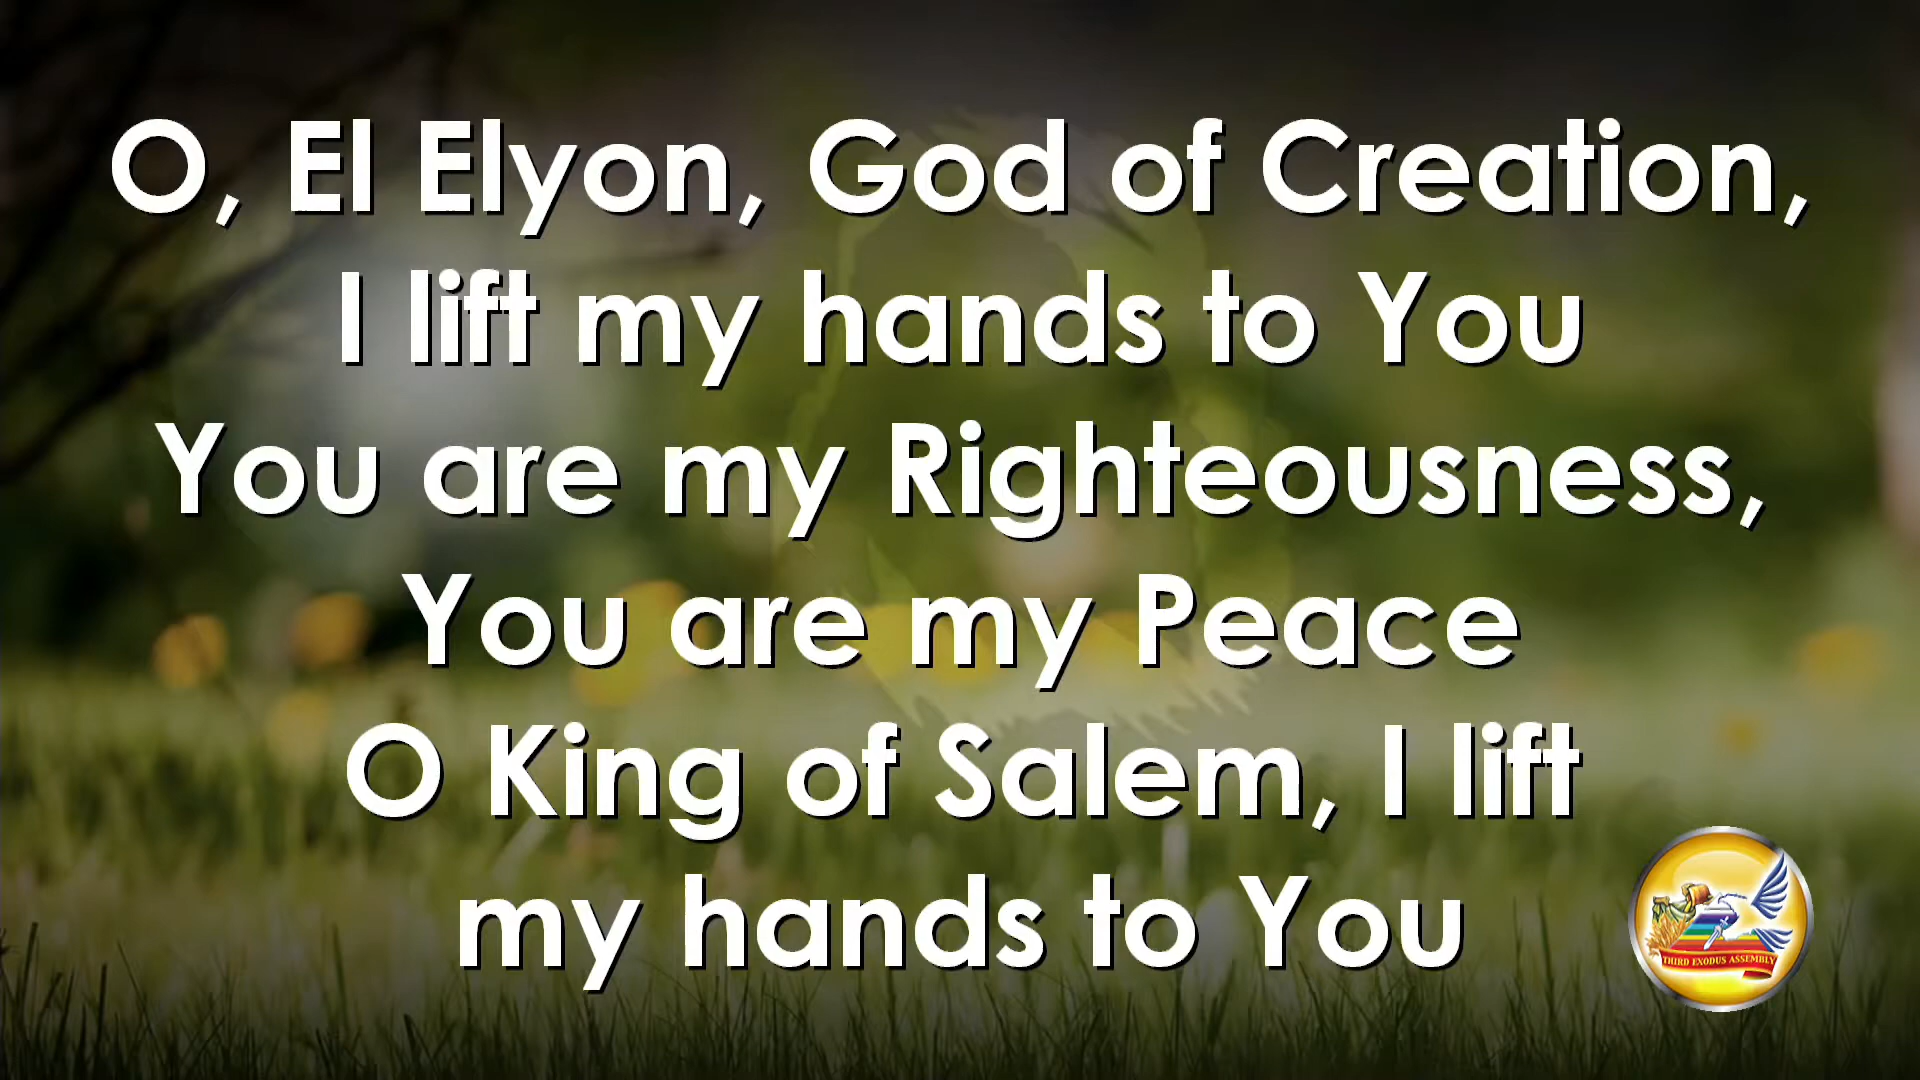 O, El Elyon, God of Creation,
I lift my hands to You
You are my Righteousness,
You are my Peace
O King of Salem, I lift
my hands to You
THIRD EXODUS ASSEMBLY